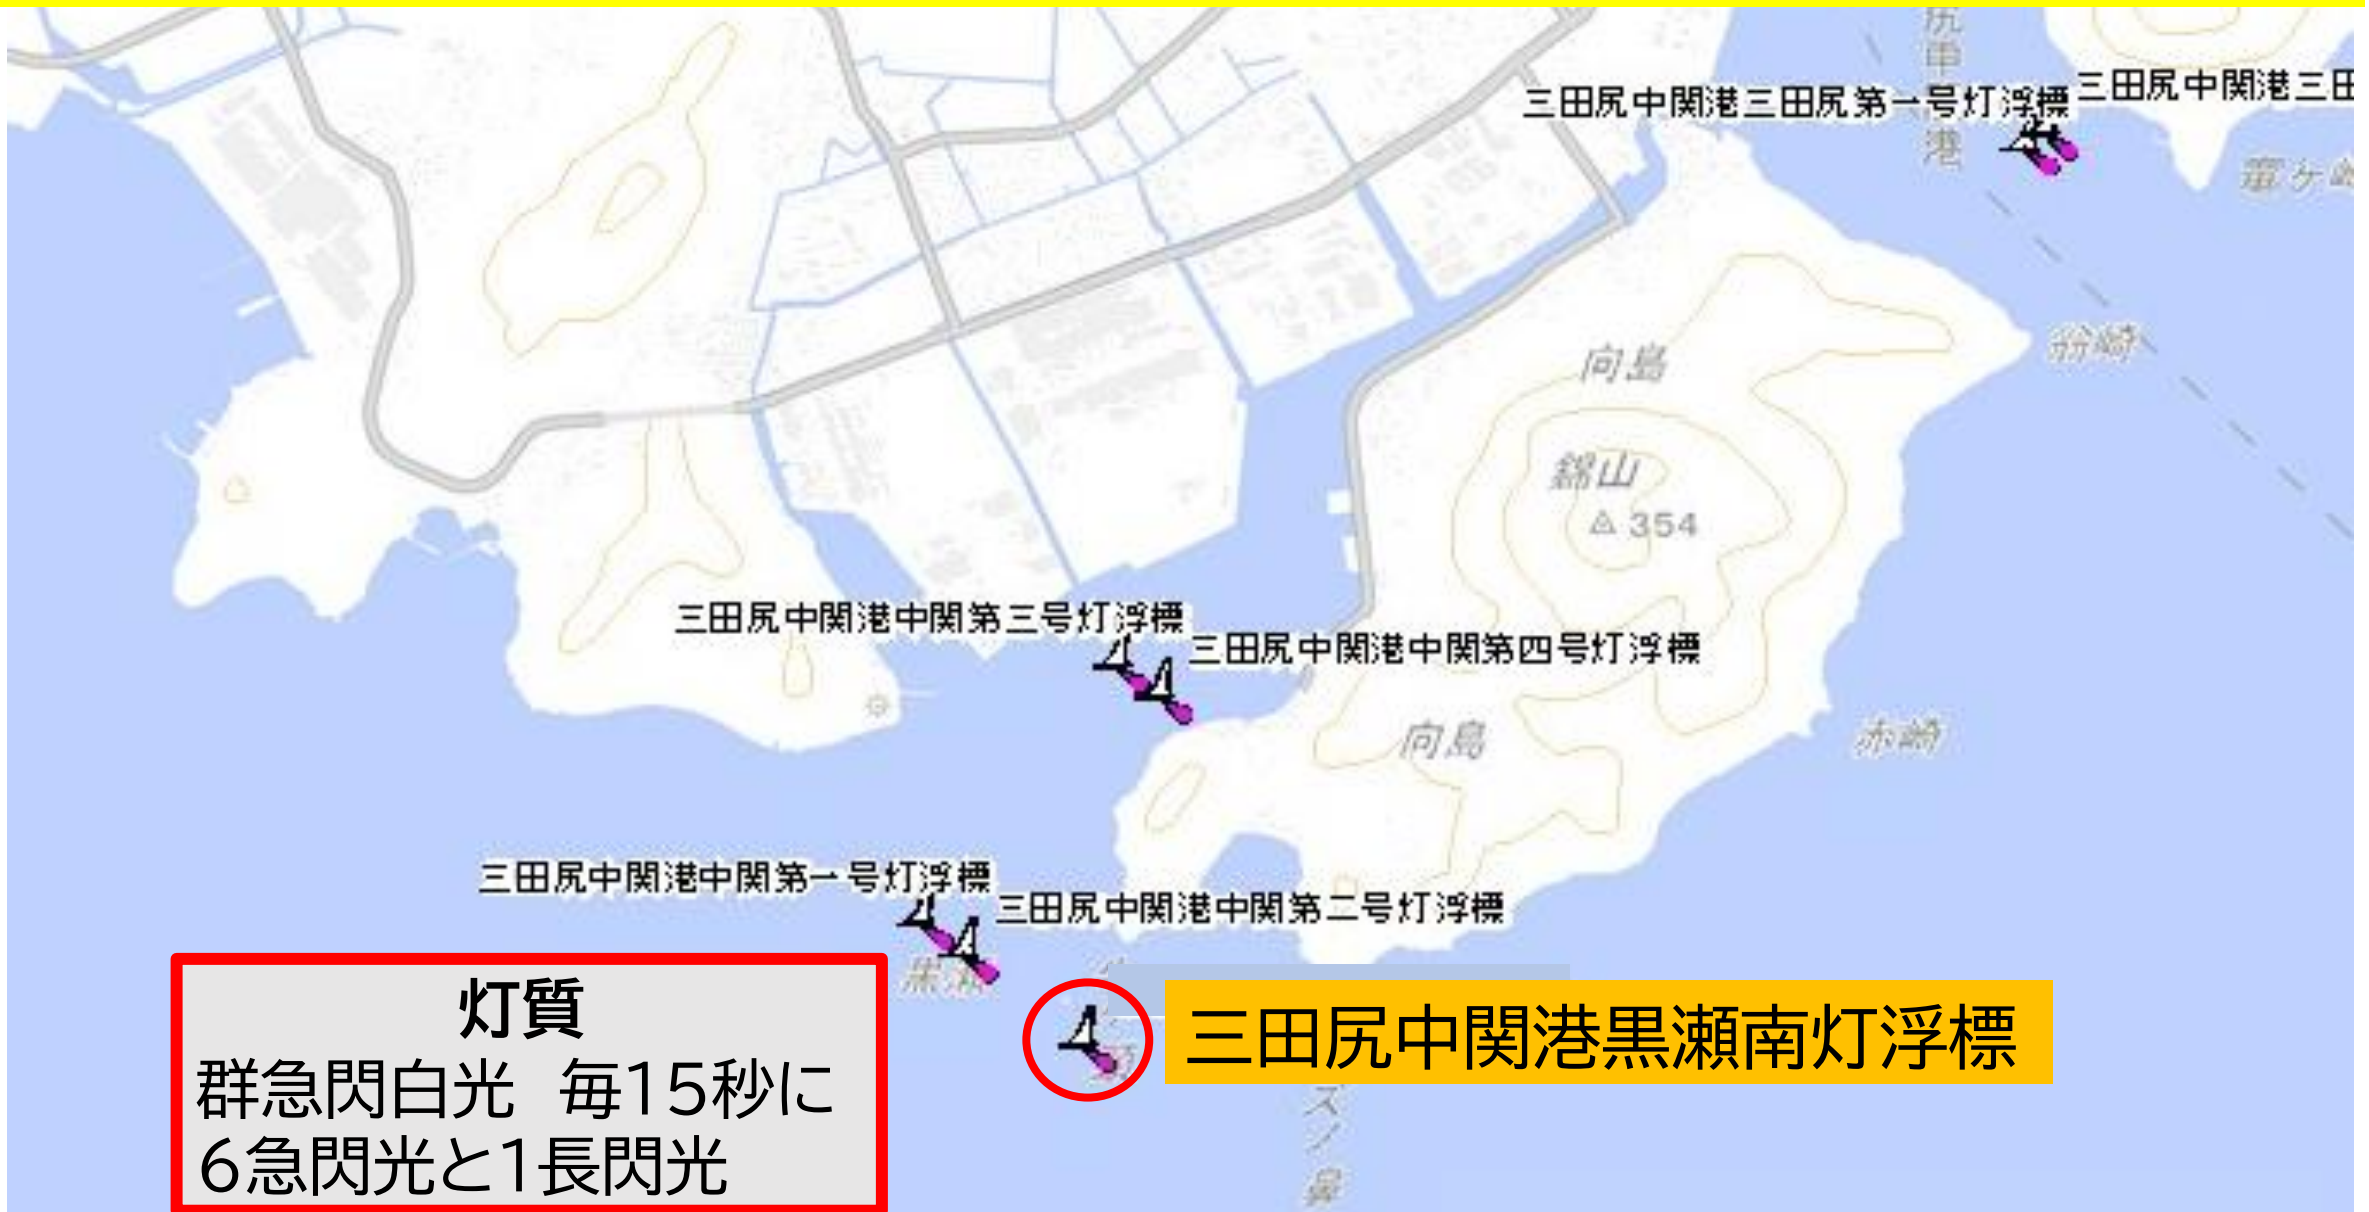 三田尻中関港三田尻第一号灯浮標
三田尻中関港三田
向島
錦山
354
三田尻中関港中関第三号灯浮標
三田尻中関港中関第四号灯浮標
向島
赤崎
三田尻中関港中関第一号灯浮標
三田尻中関港中関第二号灯浮標
灯質
群急閃白光　毎15秒に
6急閃光と1長閃光
三田尻中関港黒瀬南灯浮標